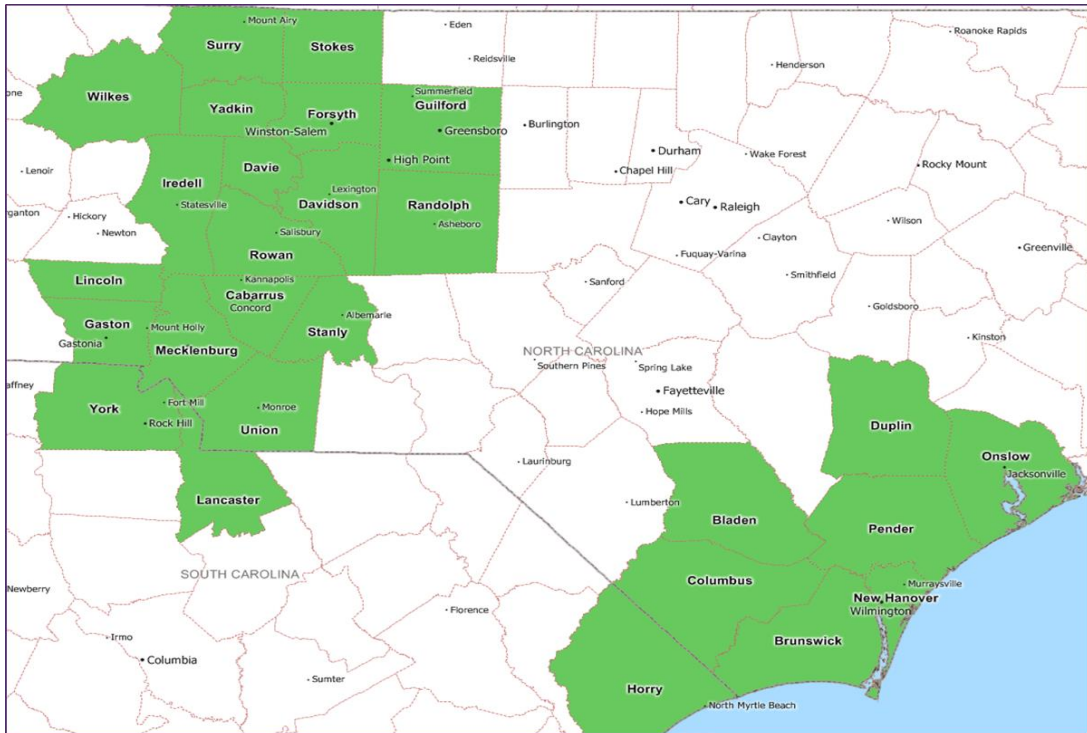 Mount Airy
Eden
Roanoke Rapids
Surry
Stokes
Reidsville
Henderson
Wilkes
Summerfield
Yadkin
Forsyth
Guilford
Winston-Salem
Greensboro
Burlington
Durham
Wake Forest
High Point
Chapel Hill
Rocky Mount
Lenoir
Davie
Iredell
Lexington
Statesville
Davidson
Randolph
Cary
Raleigh
rganton
Hickory
Newton
Salisbury
Asheboro
Wilson
Clayton
Greenville
Rowan
Fuquay-Varina
Lincoln
Kannapolis
Sanford
Smithfield
Cabarrus
Concord
Goldsboro
Gaston
Mount Holly
Albemarle
Stanly
Gastonia
Mecklenburg
NORTH CAROLINA
Kinston
Southern Pines
Spring Lake
affney
Fayetteville
York
Fort Mill
Monroe
Hope Mills
Rock Hill
Union
Duplin
Onslow
Laurinburg
Jacksonville
Lancaster
Lumberton
Bladen
Pender
SOUTH CAROLINA
Columbus
Newberry
Murraysville
New Hanover
Wilmington
Florence
Irmo
Brunswick
Columbia
Sumter
Horry
North Myrtle Beach